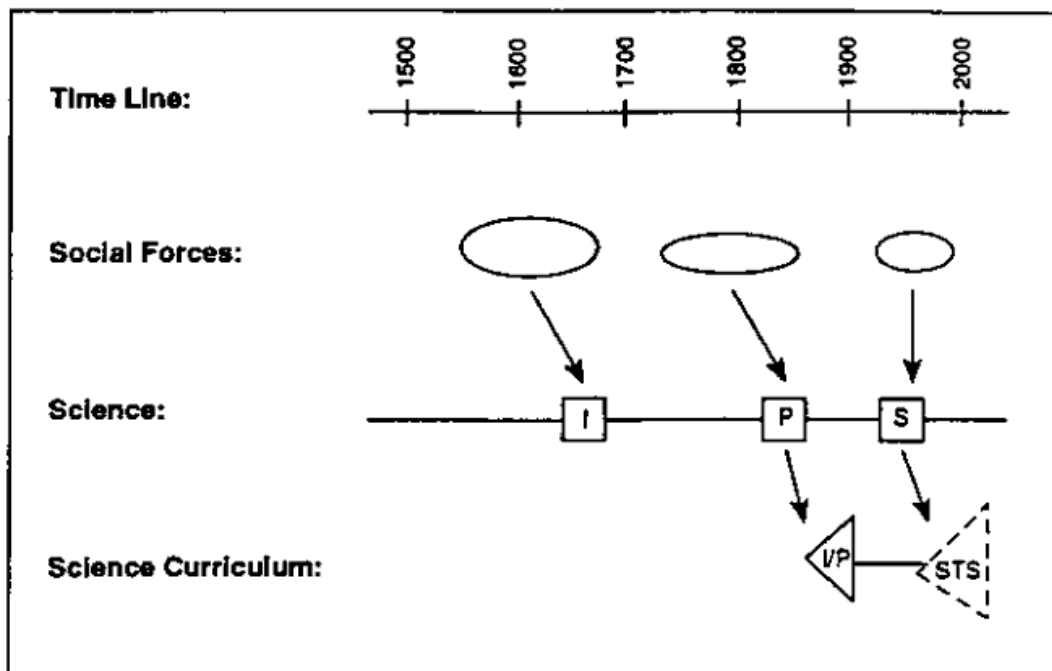 1500 1600 1700 1800 1900 2000
Time Line:
Social Forces:
Science: I P S
I/P
Science Curriculum: STS